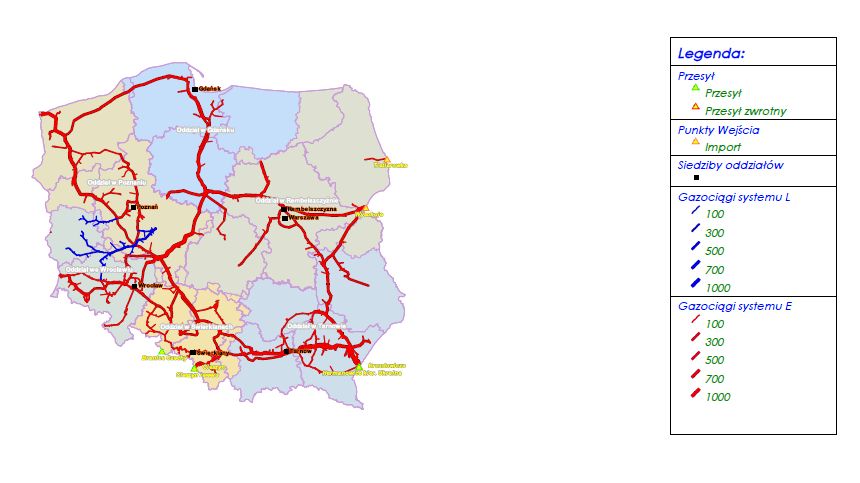 Gdańsk
Oddział w Gdańsku
Oddział w Poznaniu
Poznań
Oddział w Rembelszczyźnie
Rembelszczyzna
Warszawa
Oddział we Wrocławiu
Wrocław
Oddział w Świerklanach
Świerklany
Oddział w Tarnowie
Tarnów
Legenda:
Przesył
Przesył
Przesył zwrotny
Punkty Wejścia
Import
Siedziby oddziałów
Gazociągi systemu L
100
300
500
700
1000
Gazociągi systemu E
100
300
500
700
1000